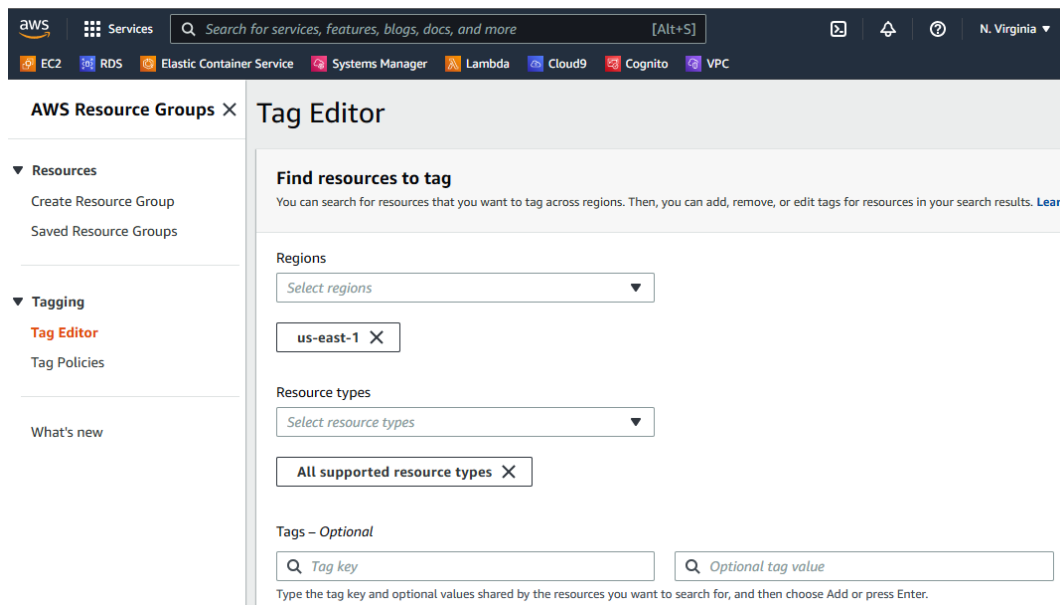 aws
Services
Search for services, features, blogs, docs, and more [Alt+S]
N. Virginia
EC2 RDS Elastic Container Service Systems Manager Lambda Cloud9 Cognito VPC
AWS Resource Groups
Resources
Create Resource Group
Saved Resource Groups
Tagging
Tag Editor
Tag Policies
What's new
Tag Editor
Find resources to tag
You can search for resources that you want to tag across regions. Then, you can add, remove, or edit tags for resources in your search results. Lear
Regions
Select regions
us-east-1
Resource types
Select resource types
All supported resource types
Tags – Optional
Tag key
Optional tag value
Type the tag key and optional values shared by the resources you want to search for, and then choose Add or press Enter.